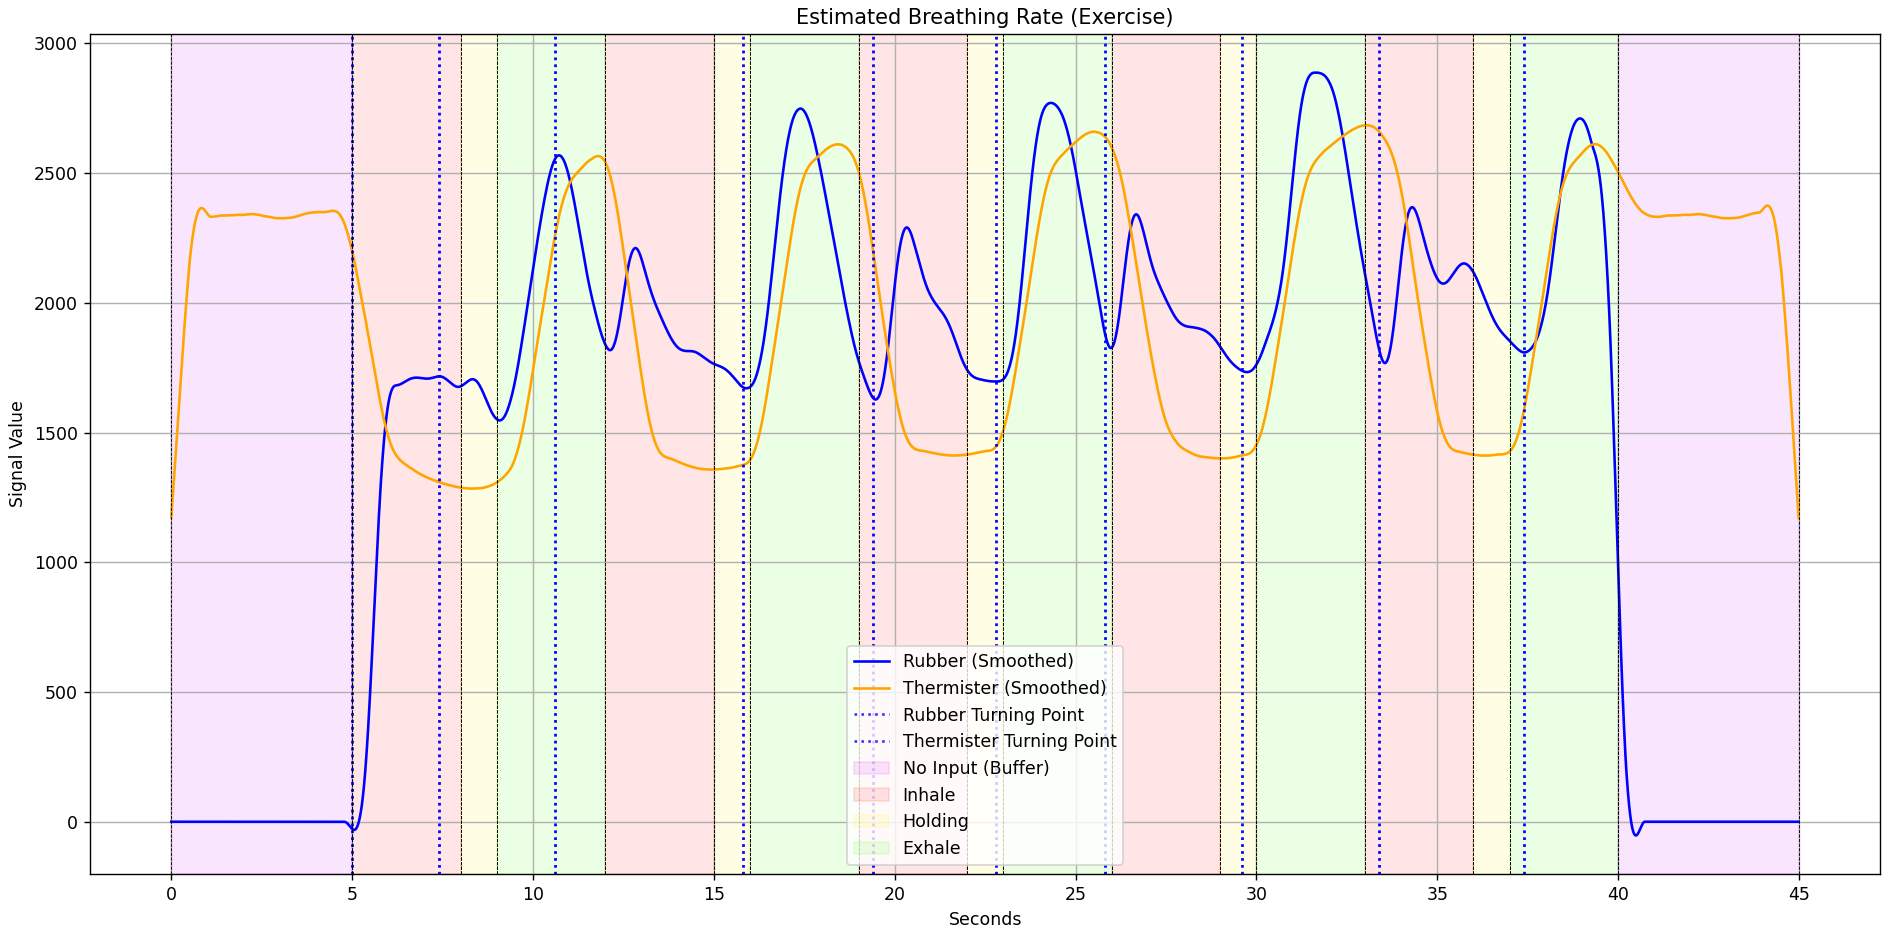 Estimated Breathing Rate (Exercise)
3000
2500
2000
1500
1000
500
0
Signal Value
Rubber (Smoothed)
Thermister (Smoothed)
Rubber Turning Point
Thermister Turning Point
No Input (Buffer)
Inhale
Holding
Exhale
0 5 10 15 20 25 30 35 40 45
Seconds